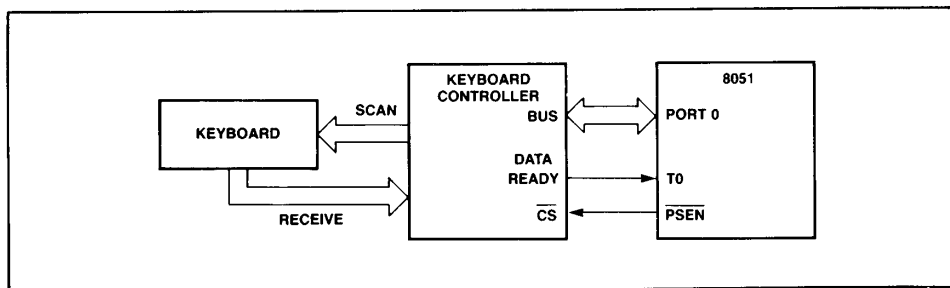 KEYBOARD
SCAN
RECEIVE
KEYBOARD
CONTROLLER
BUS
DATA
READY
CS
8051
PORT 0
T0
PSEN